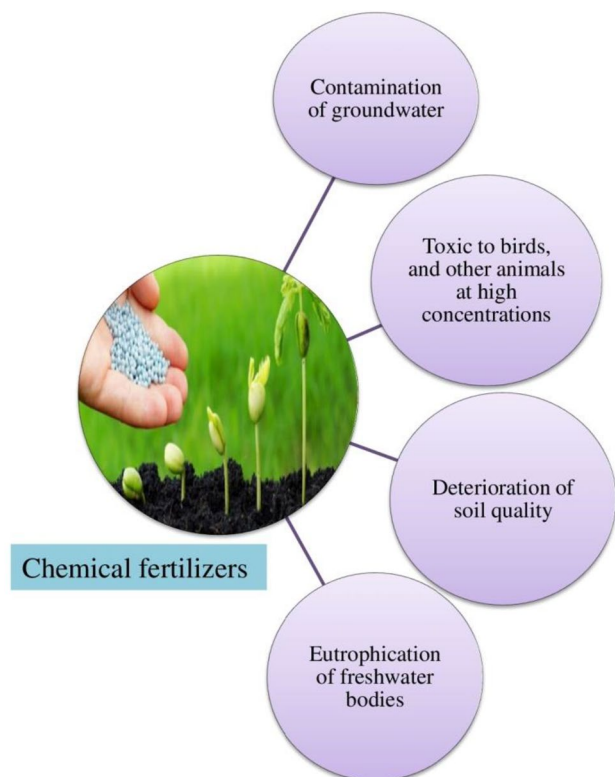 Contamination
of groundwater
Toxic to birds,
and other animals
at high
concentrations
Deterioration of
soil quality
Chemical fertilizers
Eutrophication
of freshwater
bodies